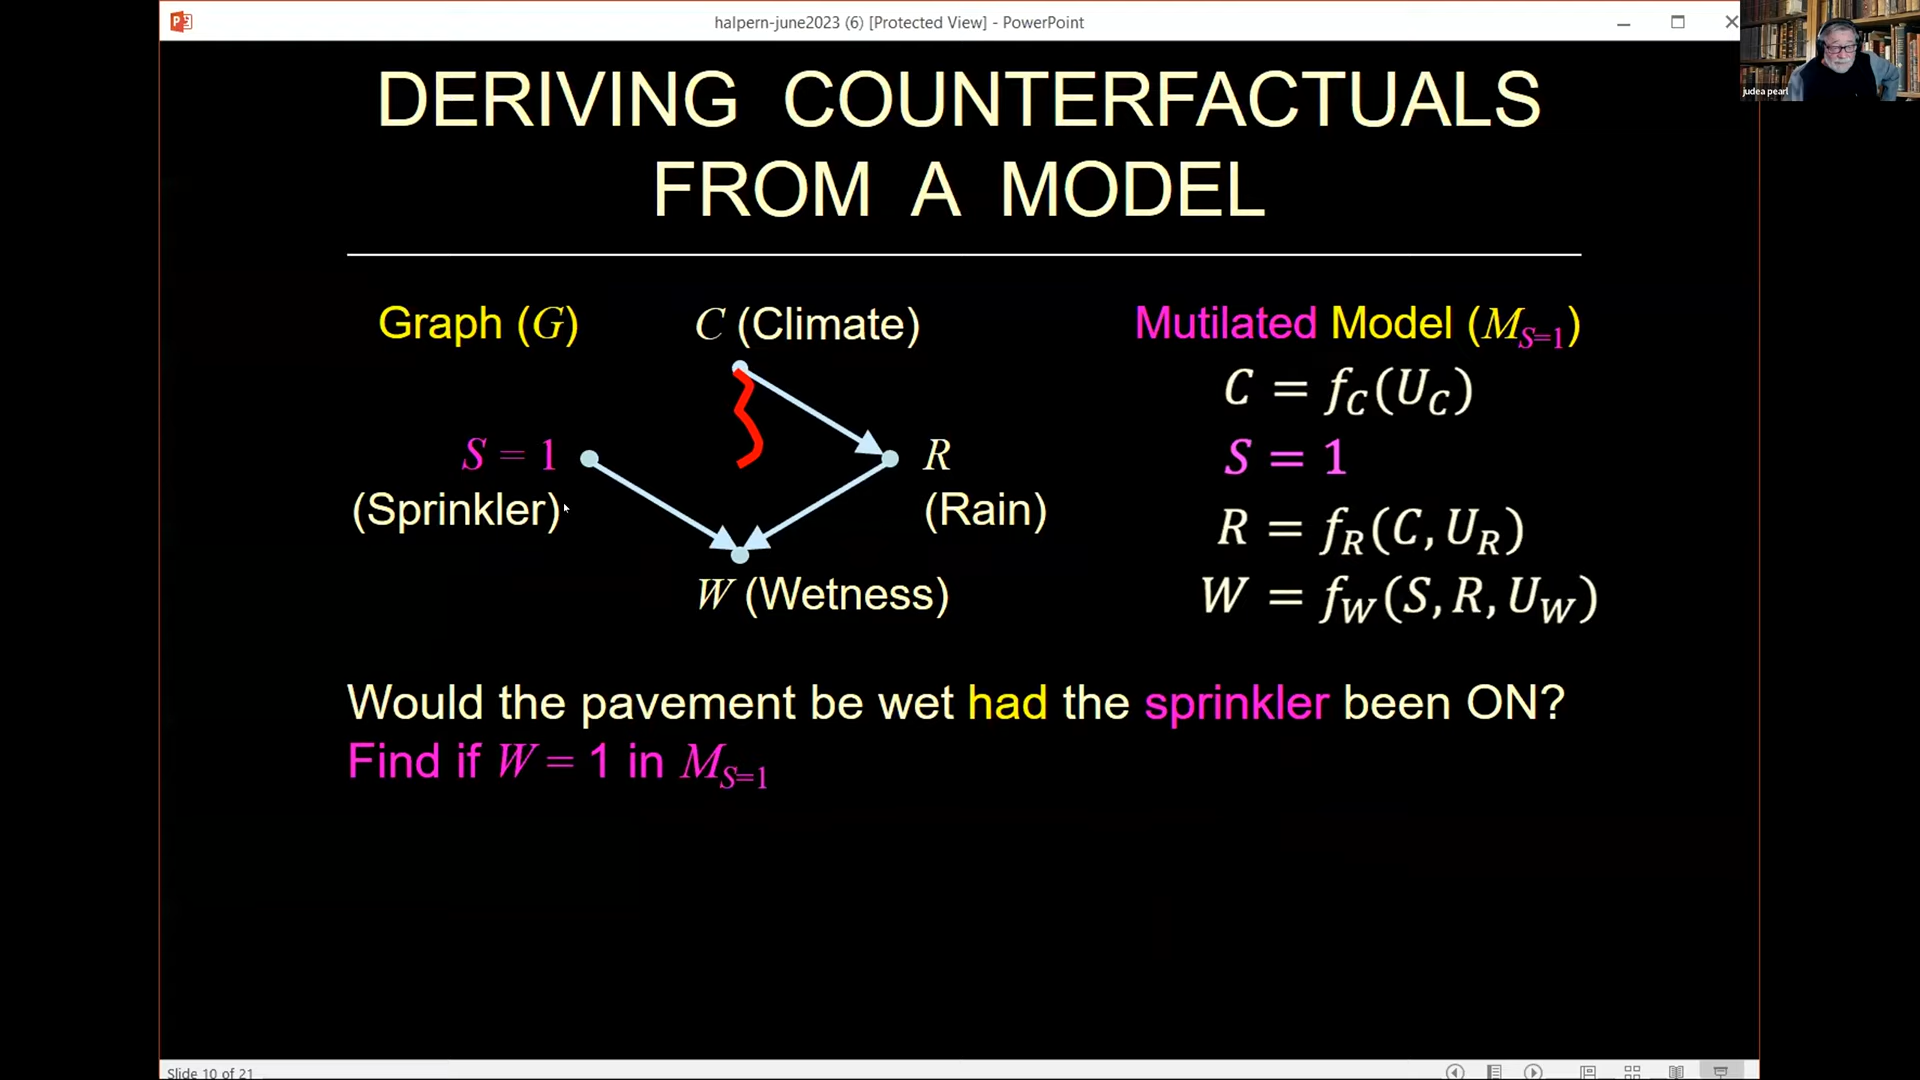 halpern-june2023 (6) [Protected View] - PowerPoint
judea pearl
DERIVING COUNTERFACTUALS
FROM A MODEL
Graph (G)
C (Climate)
Mutilated Model (M_{S=1})
C = f_C(U_C)
S = 1
R
S = 1
(Sprinkler)
(Rain)
R = f_R(C, U_R)
W (Wetness)
W = f_W(S, R, U_W)
Would the pavement be wet had the sprinkler been ON?
Find if W = 1 in M_{S=1}
Slide 10 of 21